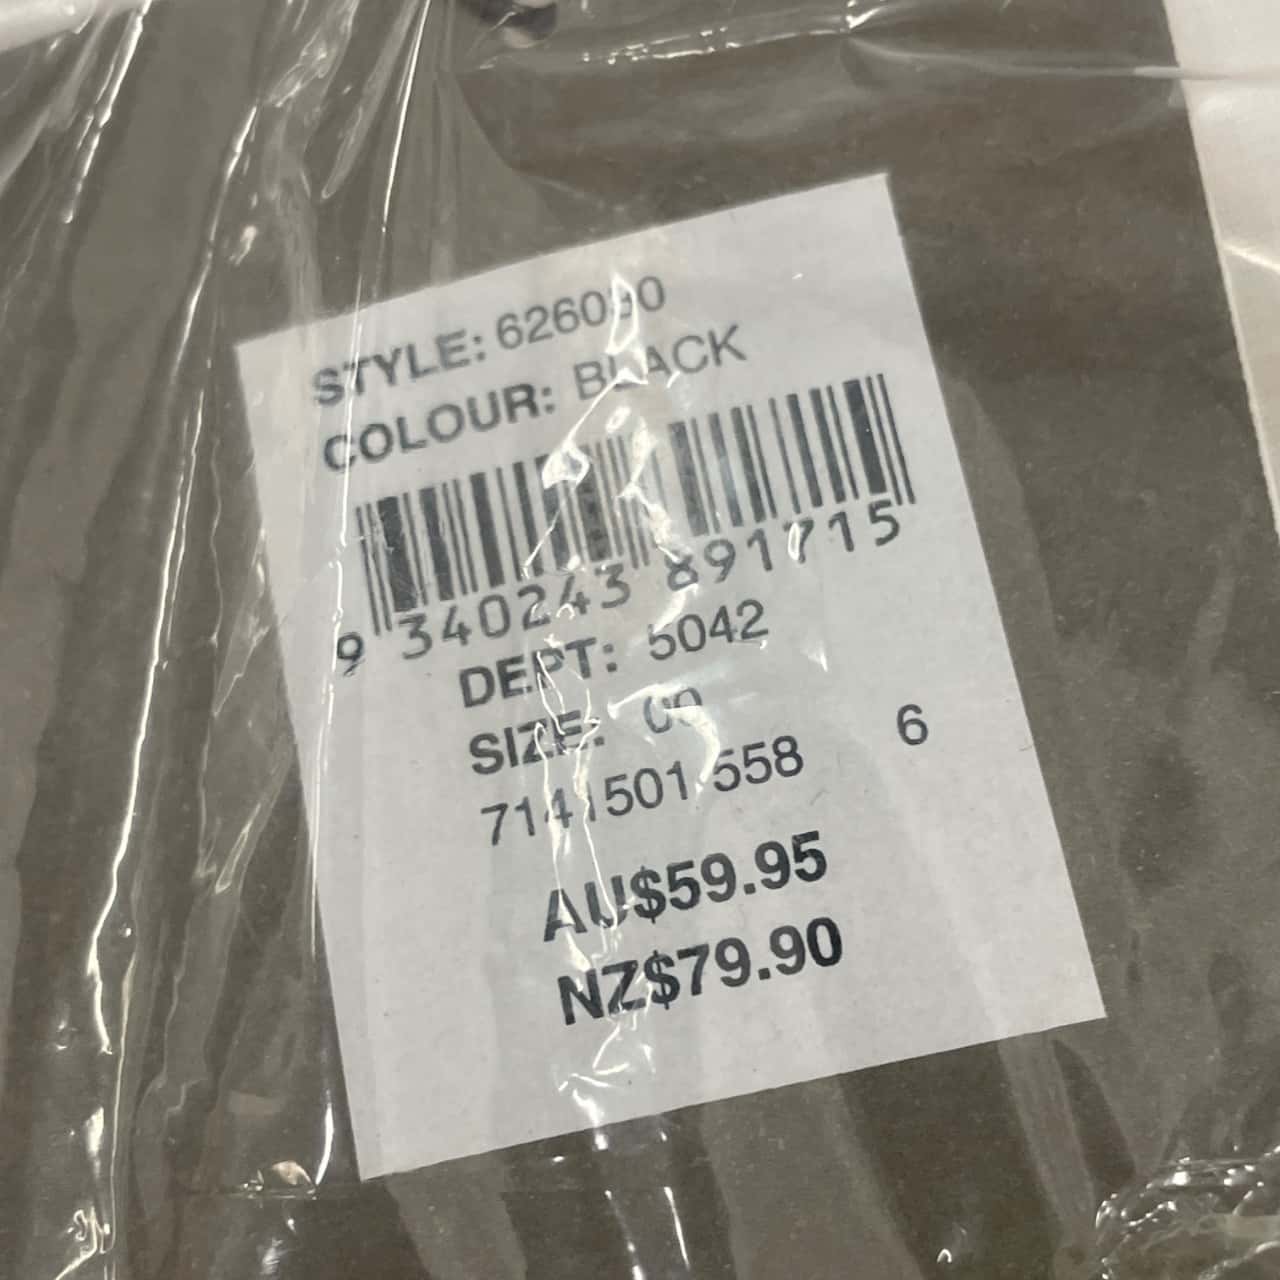 STYLE:
COLOUR: BLACK
9 340243 891715
DEPT: 5042
SIZE: 00
7141501 558 6
AU$59.95
NZ$79.90